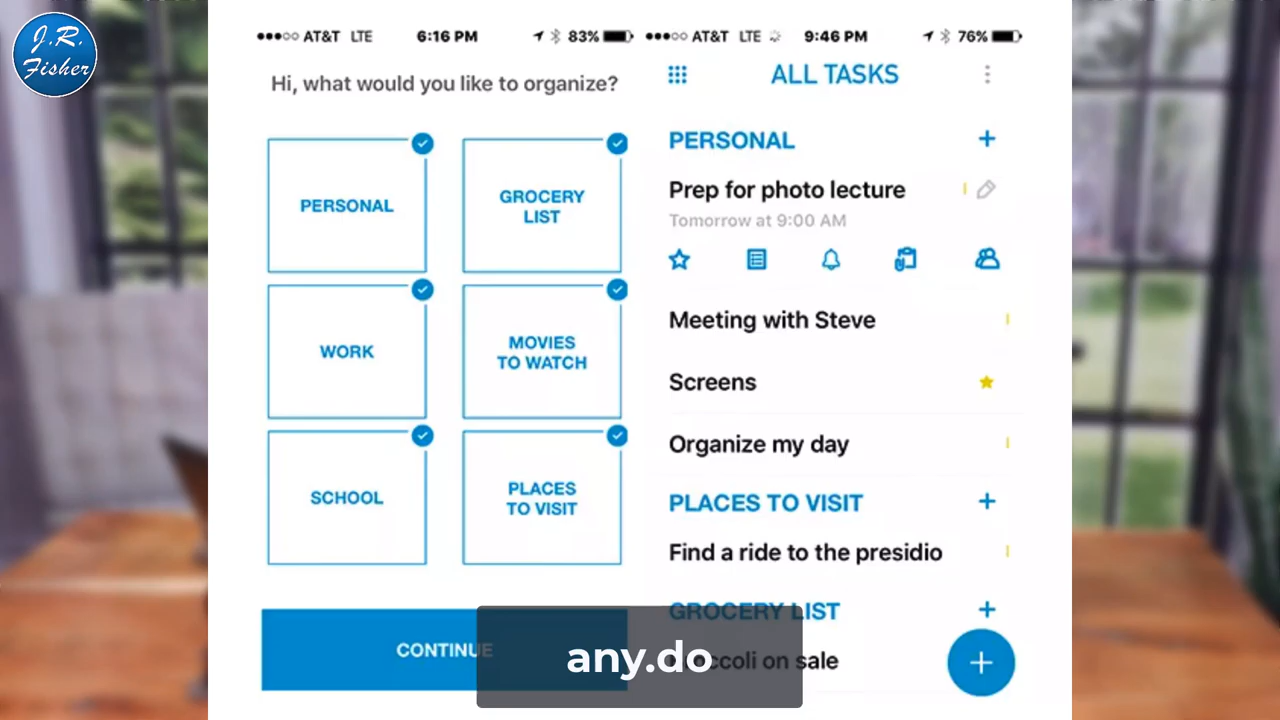 J.R.
Fisher
AT&T LTE 6:16 PM 83%
Hi, what would you like to organize?
PERSONAL
GROCERY
LIST
WORK
MOVIES
TO WATCH
SCHOOL
PLACES
TO VISIT
CONTINUE
AT&T LTE 9:46 PM 76%
ALL TASKS
PERSONAL
Prep for photo lecture
Tomorrow at 9:00 AM
Meeting with Steve
Screens
Organize my day
PLACES TO VISIT
Find a ride to the presidio
GROCERY LIST
on sale
any.do